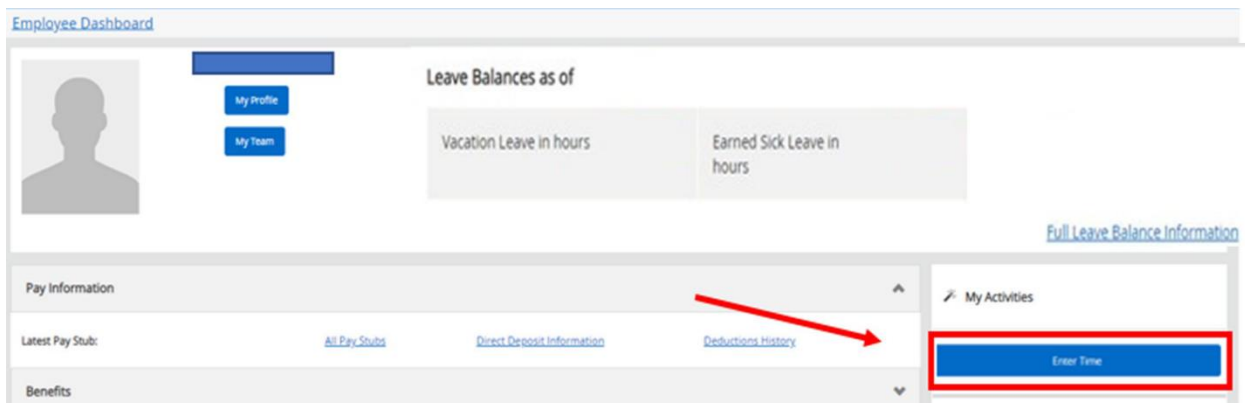 Employee Dashboard
My Profile
My Team
Leave Balances as of
Vacation Leave in hours
Earned Sick Leave in
hours
Full Leave Balance Information
Pay Information
My Activities
Latest Pay Stub:
All Pay Stubs
Direct Deposit Information
Deductions History
Enter Time
Benefits